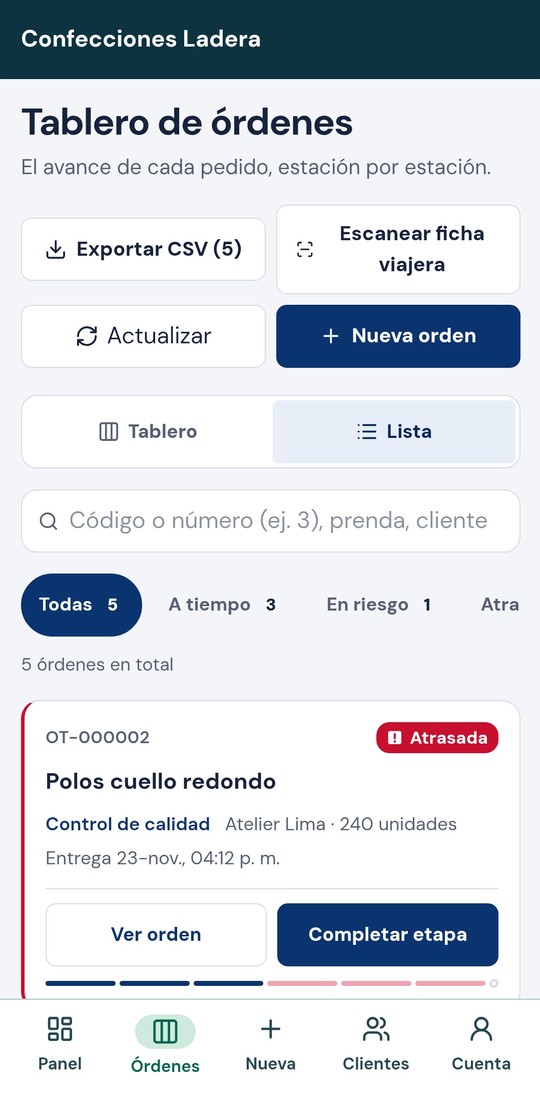 Confecciones Ladera
Tablero de órdenes
El avance de cada pedido, estación por estación.
Exportar CSV (5)
Escanear ficha
viajera
Actualizar
Nueva orden
Tablero
Lista
Código o número (ej. 3), prenda, cliente
Todas 5
A tiempo 3
En riesgo 1
Atra
5 órdenes en total
OT-000002
Atrasada
Polos cuello redondo
Control de calidad Atelier Lima · 240 unidades
Entrega 23-nov., 04:12 p. m.
Ver orden
Completar etapa
Panel
Órdenes
Nueva
Clientes
Cuenta